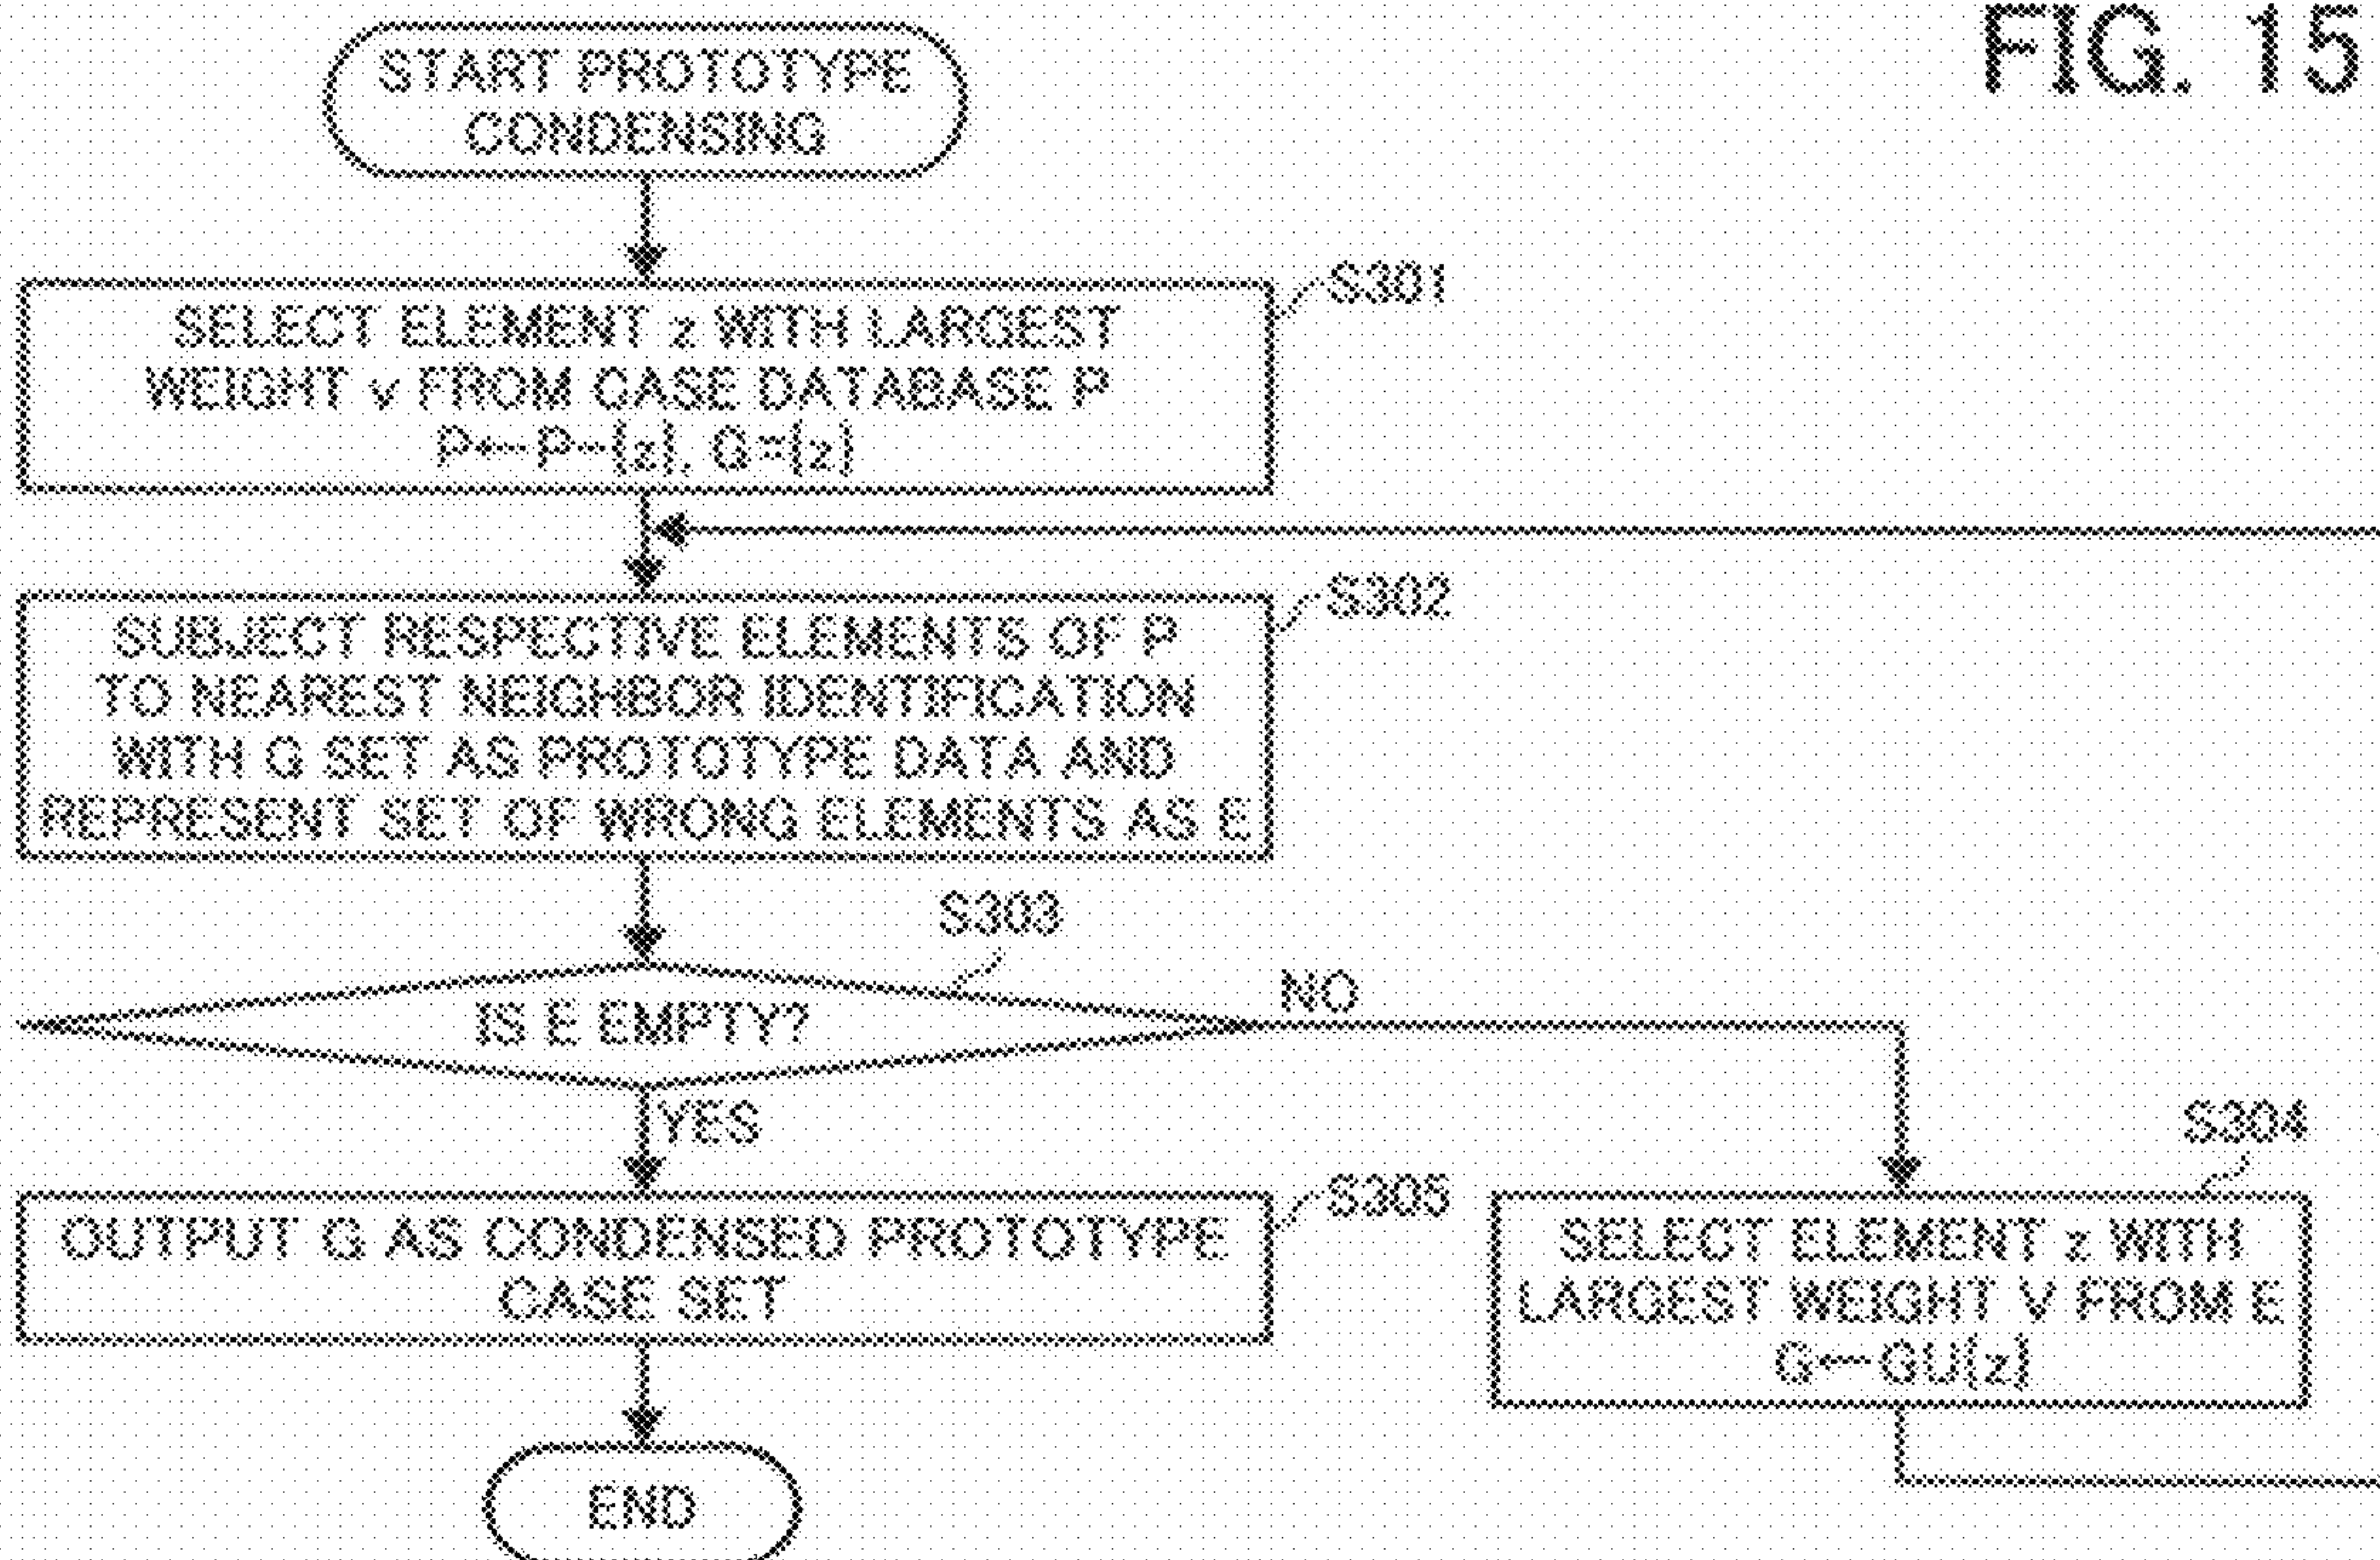 FIG. 15
START PROTOTYPE
CONDENSING
S301
SELECT ELEMENT z WITH LARGEST
WEIGHT v FROM CASE DATABASE P
P←P−{z}, G={z}
S302
SUBJECT RESPECTIVE ELEMENTS OF P
TO NEAREST NEIGHBOR IDENTIFICATION
WITH G SET AS PROTOTYPE DATA AND
REPRESENT SET OF WRONG ELEMENTS AS E
S303
IS E EMPTY?
NO
YES
S304
SELECT ELEMENT z WITH
LARGEST WEIGHT V FROM E
G←GU{z}
S305
OUTPUT G AS CONDENSED PROTOTYPE
CASE SET
END